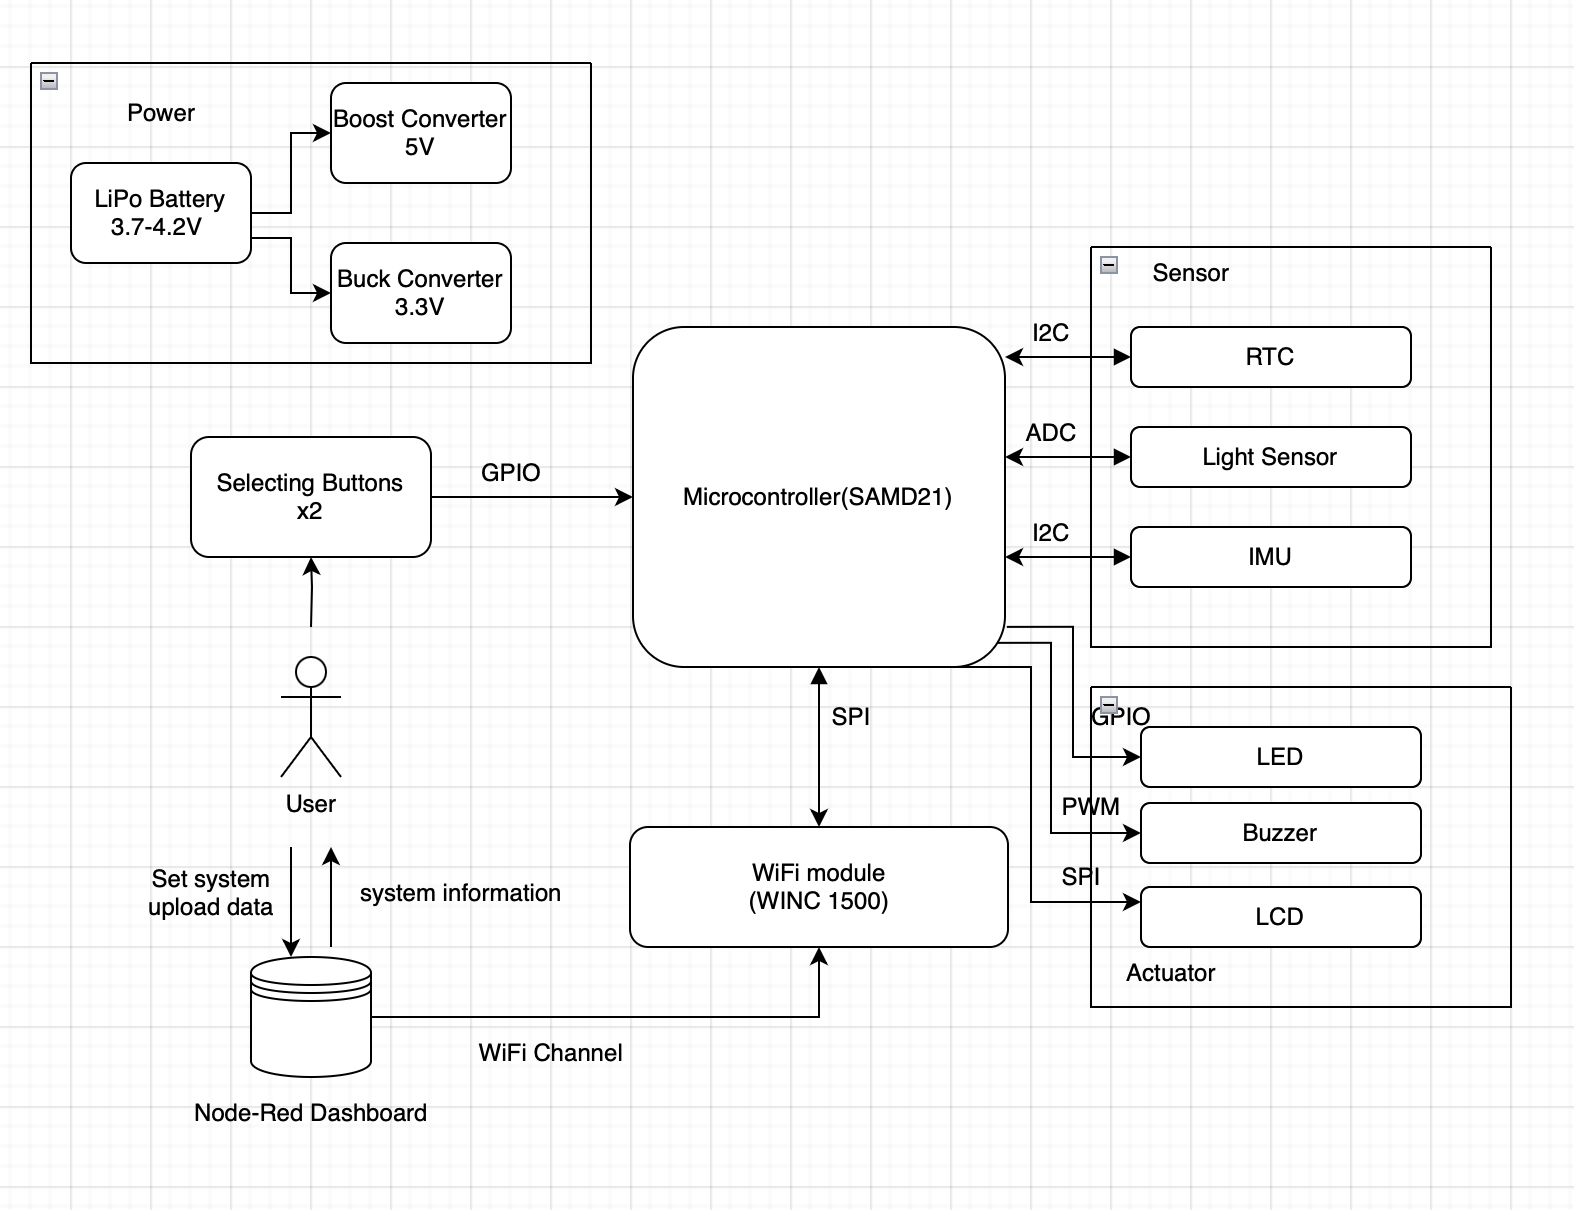 Power
Boost Converter
5V
LiPo Battery
3.7-4.2V
Buck Converter
3.3V
Sensor
I2C
RTC
ADC
Light Sensor
I2C
IMU
Selecting Buttons
x2
GPIO
Microcontroller(SAMD21)
SPI
GPIO
LED
PWM
Buzzer
SPI
LCD
Actuator
User
Set system
upload data
system information
WiFi module
(WINC 1500)
WiFi Channel
Node-Red Dashboard